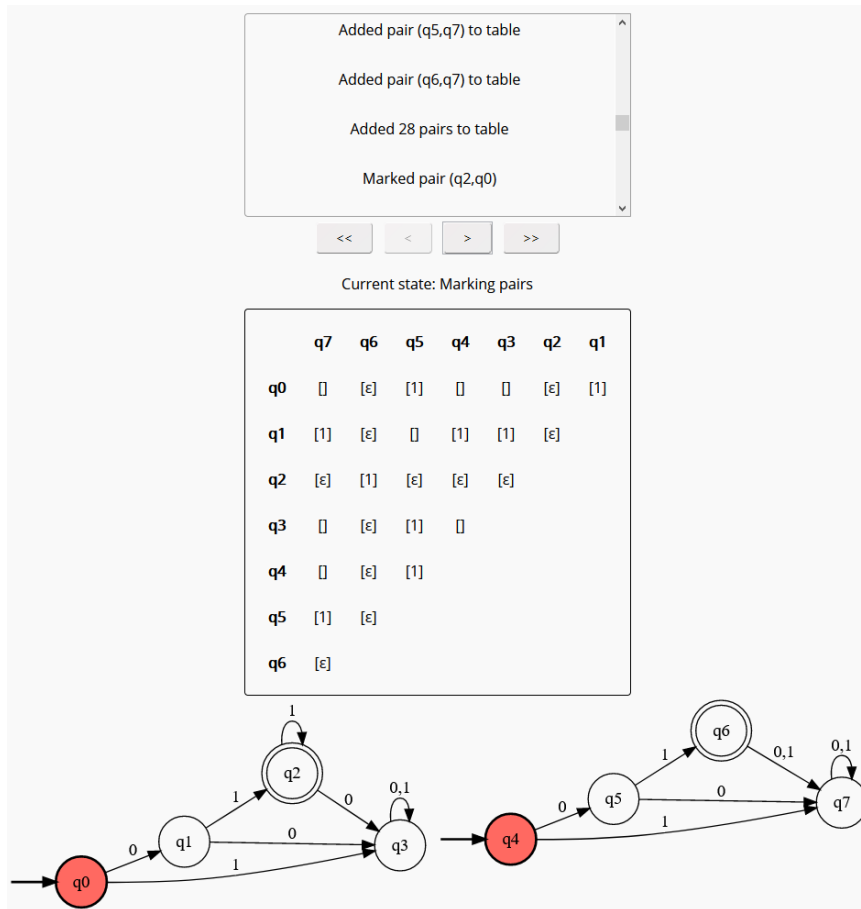 Added pair (q5,q7) to table
Added pair (q6,q7) to table
Added 28 pairs to table
Marked pair (q2,q0)
<< < > >>
Current state: Marking pairs
q7 q6 q5 q4 q3 q2 q1
q0 [] [ε] [1] [] [] [ε] [1]
q1 [1] [ε] [] [1] [1] [ε]
q2 [ε] [1] [ε] [ε] [ε]
q3 [] [ε] [1] []
q4 [] [ε] [1]
q5 [1] [ε]
q6 [ε]
1
q2
1
0
0,1
q1
0
q3
0
1
q0
q6
1
0,1
0,1
q5
0
q7
0
1
q4